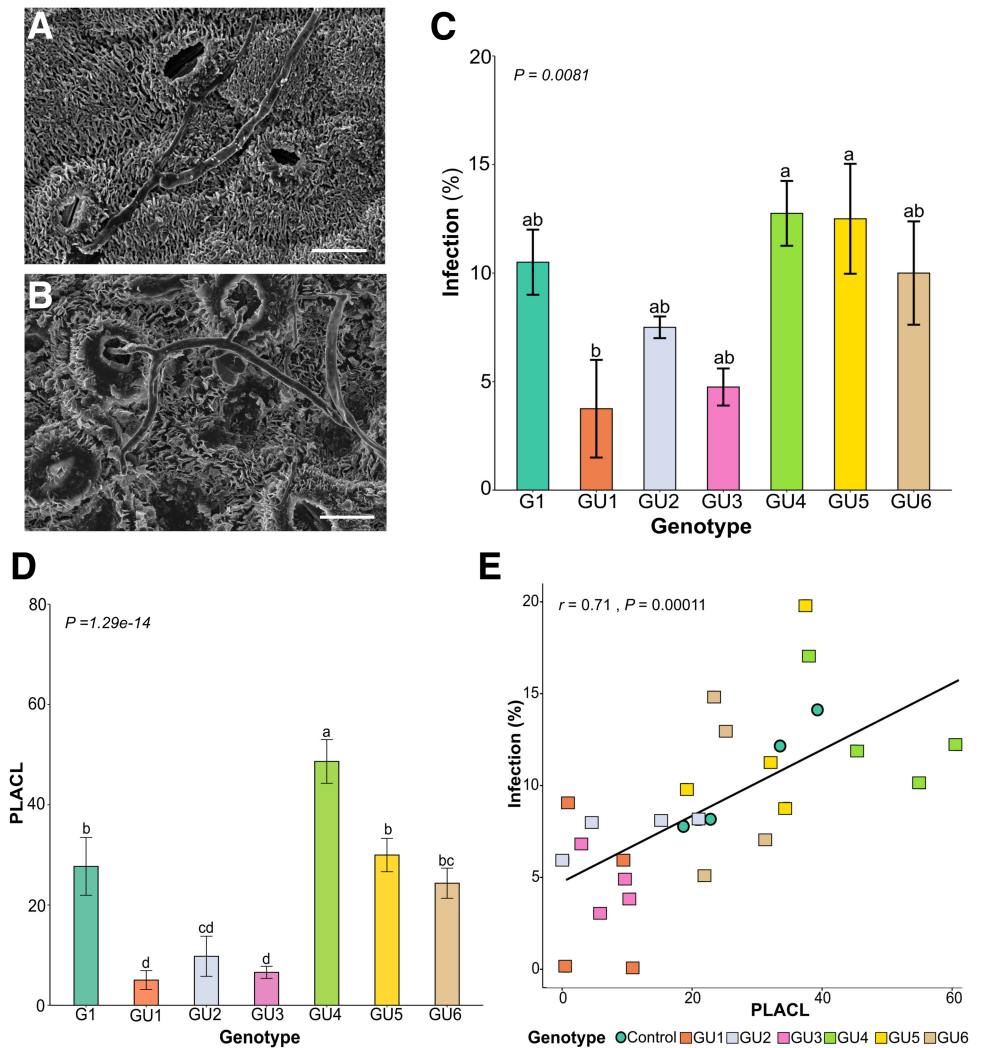 A
B
C
20
15
10
5
0
Infection (%)
P = 0.0081
ab
b
ab
ab
a
a
ab
G1 GU1 GU2 GU3 GU4 GU5 GU6
Genotype
D
80
60
40
20
0
PLACL
P =1.29e-14
b
d
cd
d
a
b
bc
G1 GU1 GU2 GU3 GU4 GU5 GU6
Genotype
E
20
15
10
5
0
Infection (%)
r = 0.71 , P = 0.00011
0 20 40 60
PLACL
Genotype Control GU1 GU2 GU3 GU4 GU5 GU6